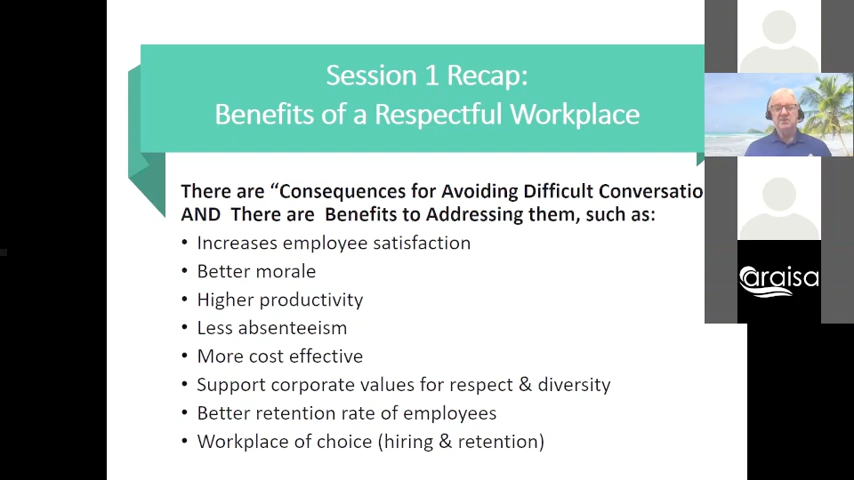 Session 1 Recap:
Benefits of a Respectful Workplace
There are “Consequences for Avoiding Difficult Conversatio
AND There are Benefits to Addressing them, such as:
• Increases employee satisfaction
• Better morale
• Higher productivity
• Less absenteeism
• More cost effective
• Support corporate values for respect & diversity
• Better retention rate of employees
• Workplace of choice (hiring & retention)
araisa